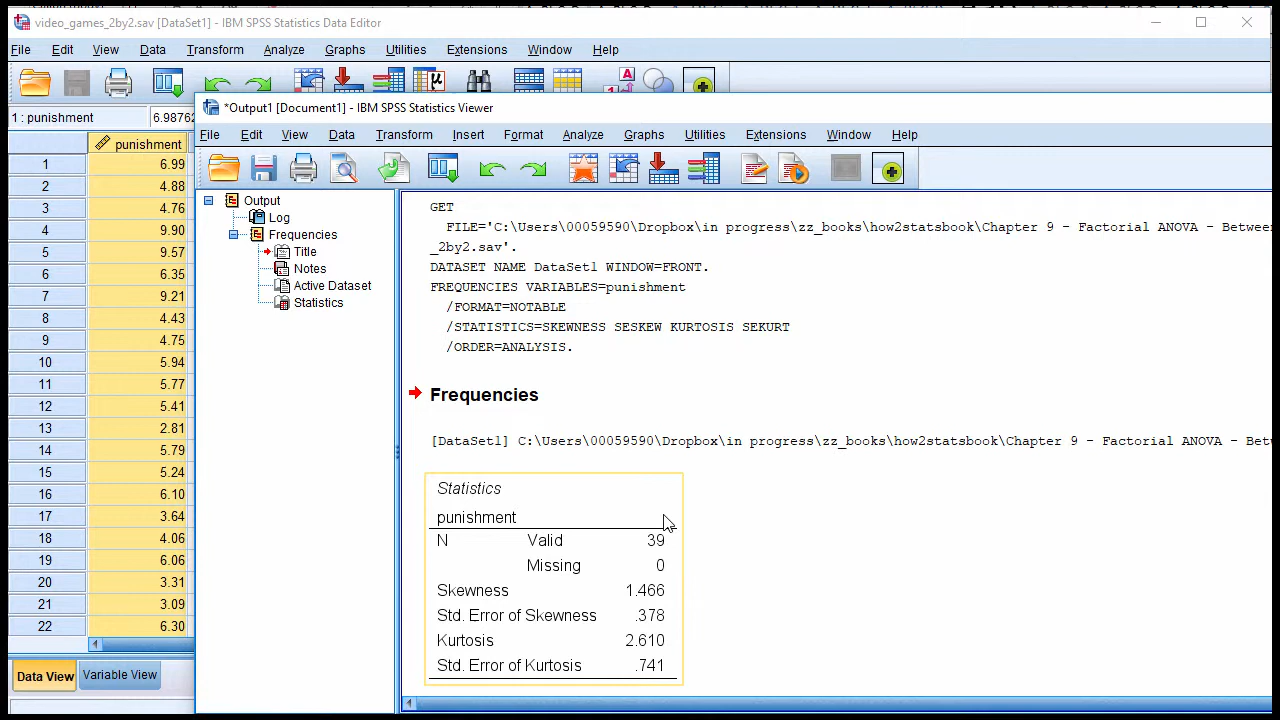 video_games_2by2.sav [DataSet1] - IBM SPSS Statistics Data Editor
File Edit View Data Transform Analyze Graphs Utilities Extensions Window Help
1 : punishment 6.98762
punishment
1 6.99
2 4.88
3 4.76
4 9.90
5 9.57
6 6.35
7 9.21
8 4.43
9 4.75
10 5.94
11 5.77
12 5.41
13 2.81
14 5.79
15 5.24
16 6.10
17 3.64
18 4.06
19 6.06
20 3.31
21 3.09
22 6.30
Data View Variable View
*Output1 [Document1] - IBM SPSS Statistics Viewer
File Edit View Data Transform Insert Format Analyze Graphs Utilities Extensions Window Help
Output
Log
Frequencies
Title
Notes
Active Dataset
Statistics
GET
FILE='C:\Users\00059590\Dropbox\in progress\zz_books\how2statsbook\Chapter 9 - Factorial ANOVA - Betwe
_2by2.sav'.
DATASET NAME DataSet1 WINDOW=FRONT.
FREQUENCIES VARIABLES=punishment
/FORMAT=NOTABLE
/STATISTICS=SKEWNESS SESKEW KURTOSIS SEKURT
/ORDER=ANALYSIS.
Frequencies
[DataSet1] C:\Users\00059590\Dropbox\in progress\zz_books\how2statsbook\Chapter 9 - Factorial ANOVA - Bet
Statistics
punishment
N Valid 39
Missing 0
Skewness 1.466
Std. Error of Skewness .378
Kurtosis 2.610
Std. Error of Kurtosis .741